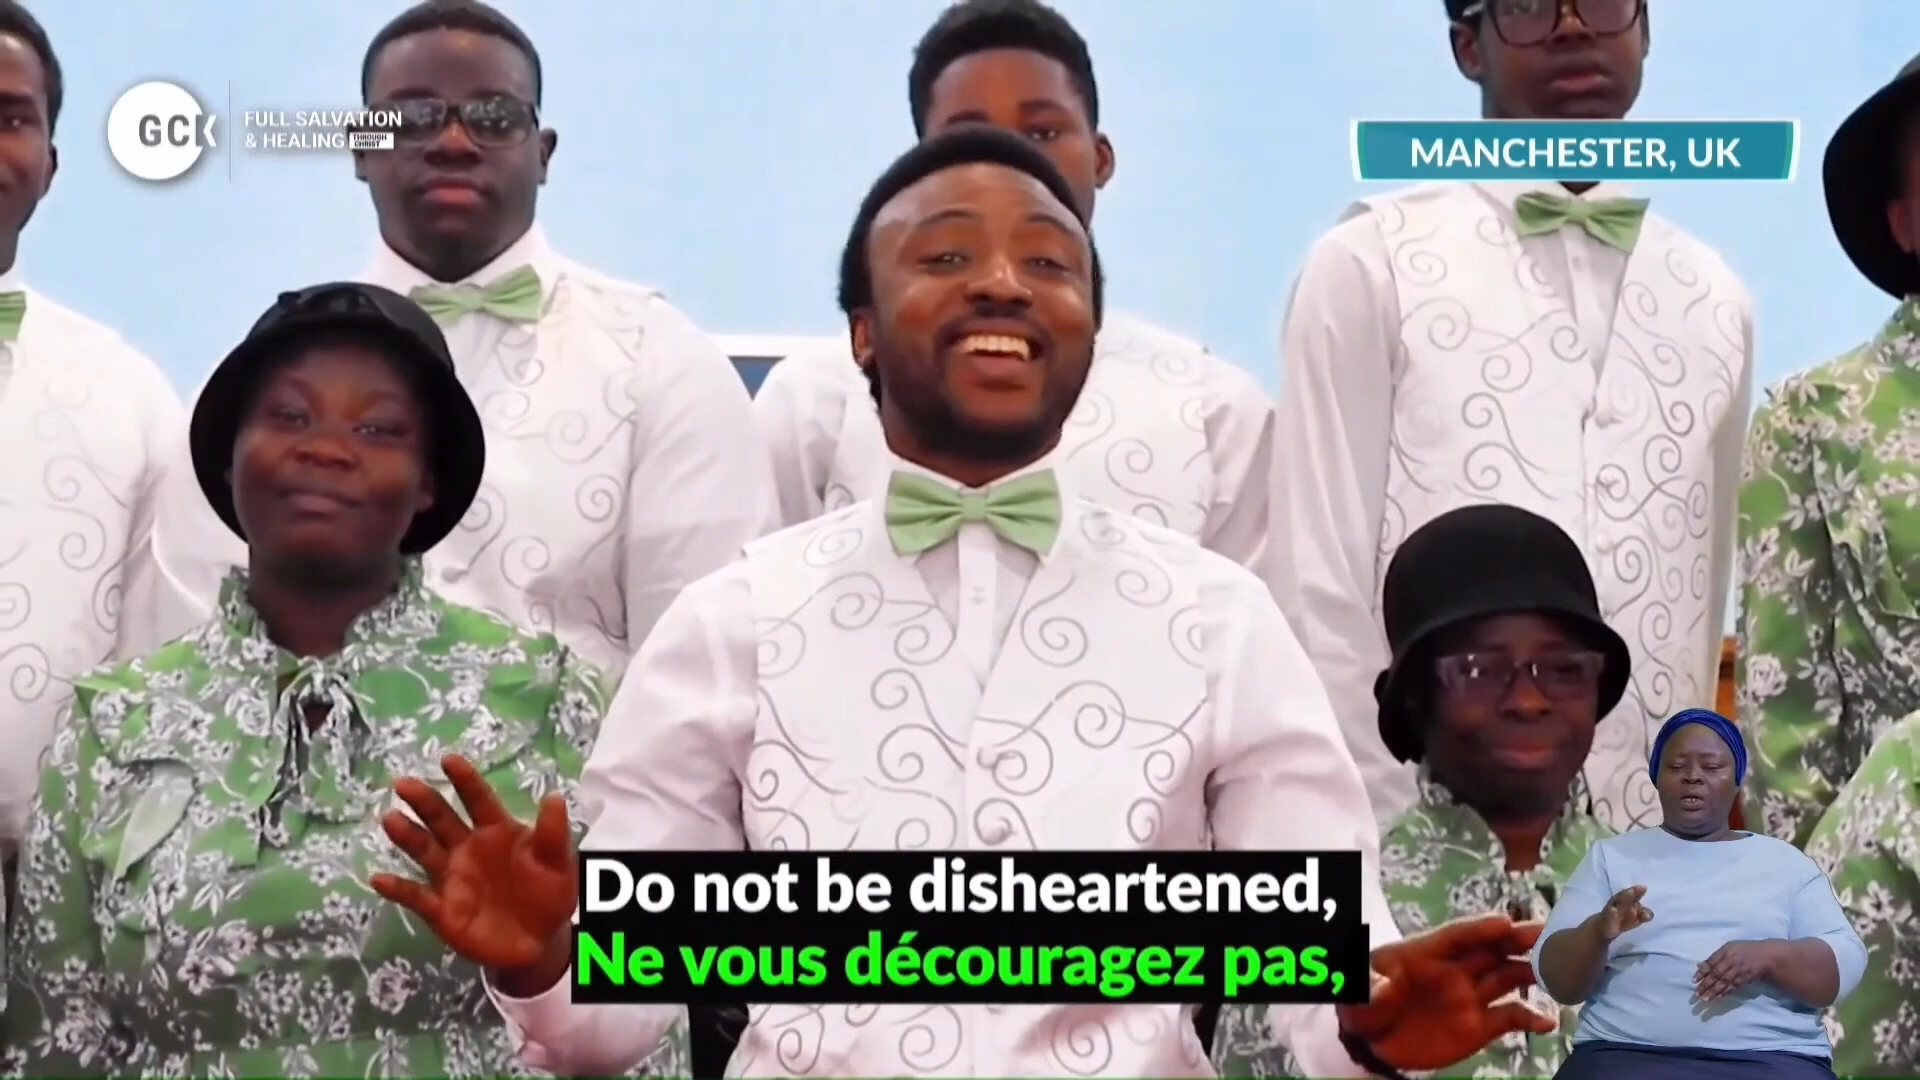 GCK
FULL SALVATION
& HEALING THROUGH CHRIST
MANCHESTER, UK
Do not be disheartened,
Ne vous découragez pas,